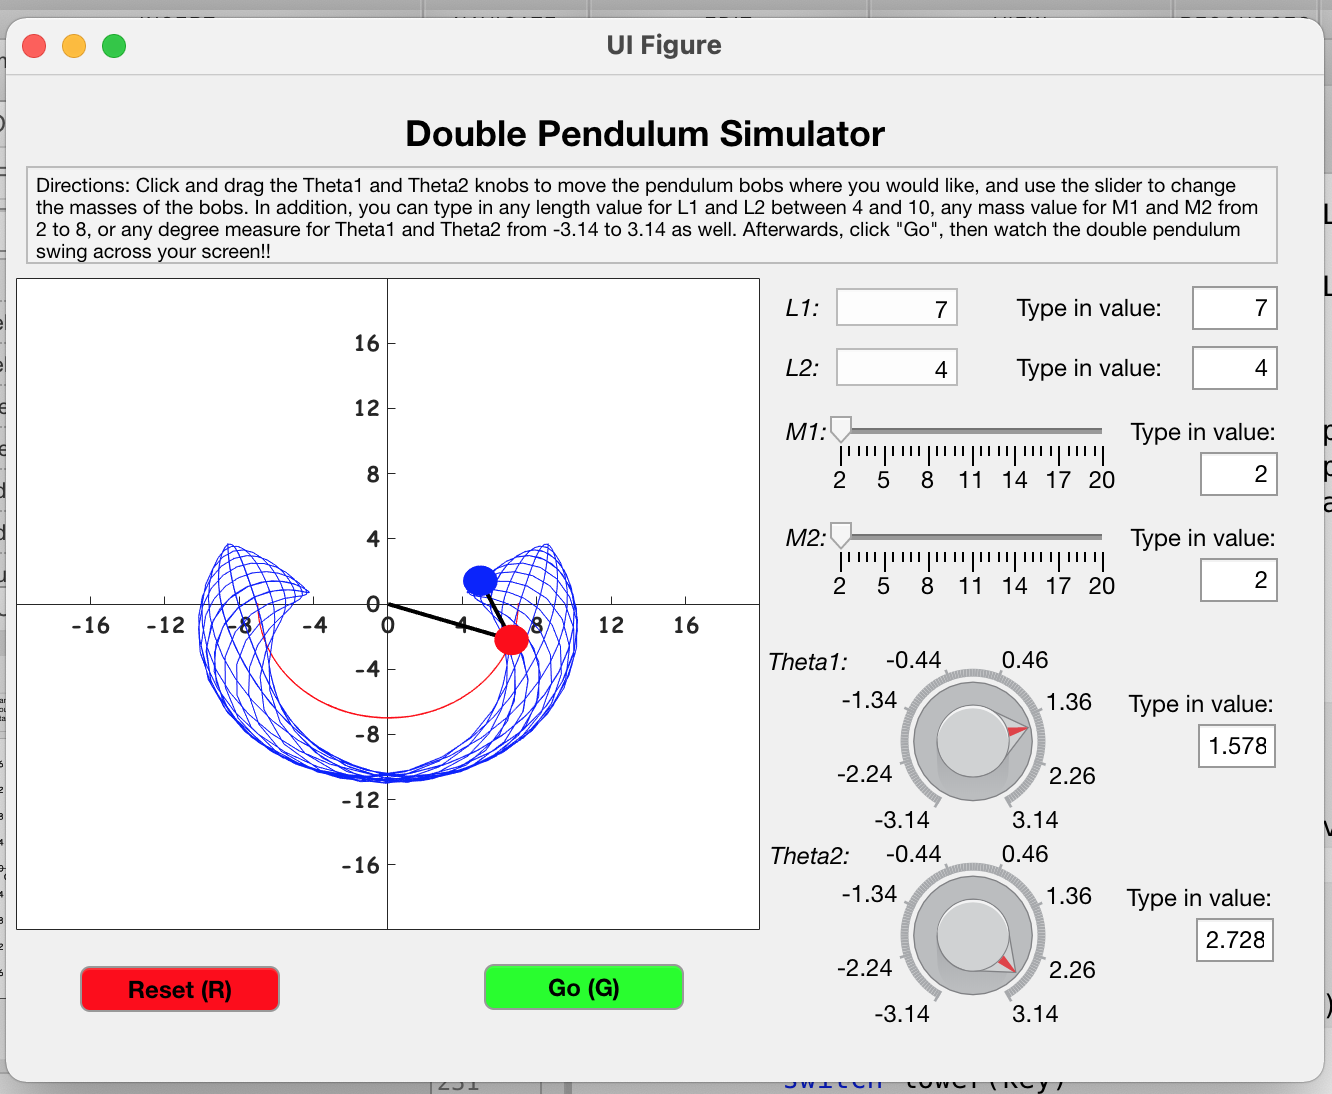 UI Figure
Double Pendulum Simulator
Directions: Click and drag the Theta1 and Theta2 knobs to move the pendulum bobs where you would like, and use the slider to change
the masses of the bobs. In addition, you can type in any length value for L1 and L2 between 4 and 10, any mass value for M1 and M2 from
2 to 8, or any degree measure for Theta1 and Theta2 from -3.14 to 3.14 as well. Afterwards, click "Go", then watch the double pendulum
swing across your screen!!
16
12
8
4
0
-16 -12 -8 -4 0 4 8 12 16
-4
-8
-12
-16
L1: 7 Type in value: 7
L2: 4 Type in value: 4
M1: Type in value:
2 5 8 11 14 17 20
2
M2: Type in value:
2 5 8 11 14 17 20
2
Theta1: -0.44 0.46
-1.34 1.36 Type in value:
1.578
-2.24 2.26
-3.14 3.14
Theta2: -0.44 0.46
-1.34 1.36 Type in value:
2.728
-2.24 2.26
-3.14 3.14
Reset (R) Go (G)
231 switch lower(key)